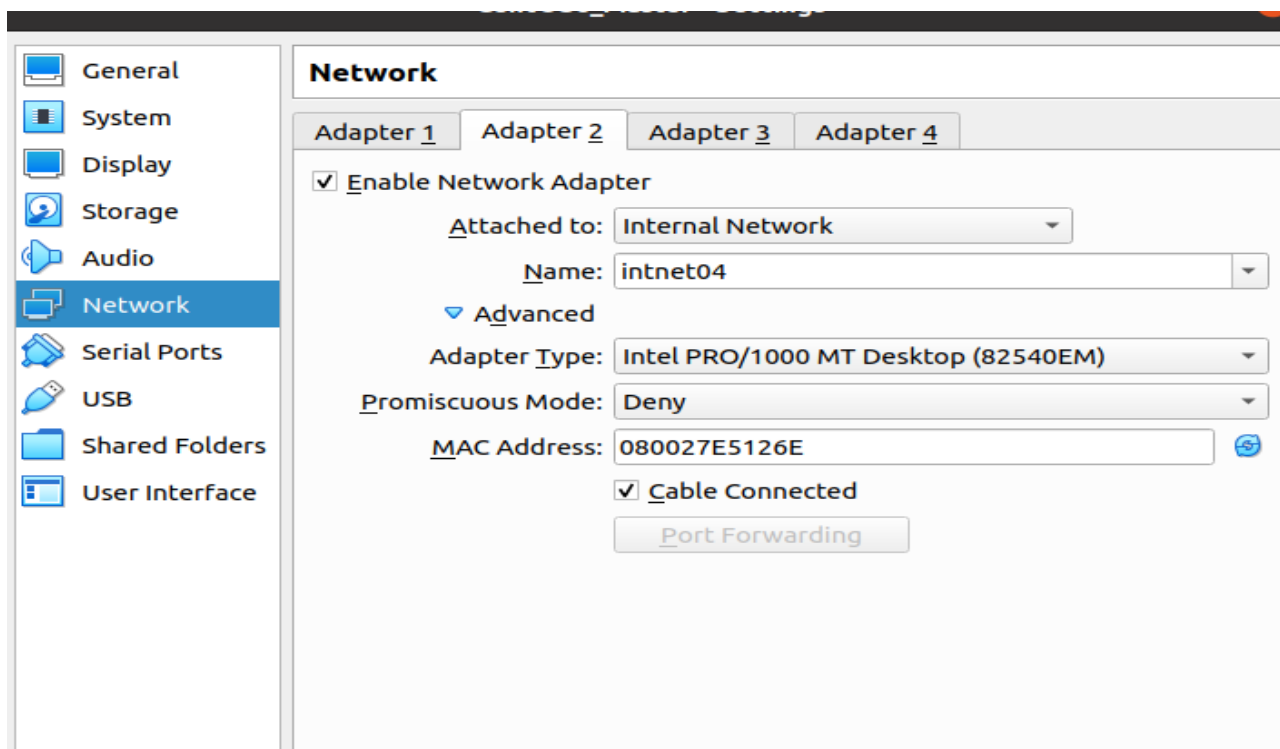 General
System
Display
Storage
Audio
Network
Serial Ports
USB
Shared Folders
User Interface
Network
Adapter 1 Adapter 2 Adapter 3 Adapter 4
Enable Network Adapter
Attached to: Internal Network
Name: intnet04
Advanced
Adapter Type: Intel PRO/1000 MT Desktop (82540EM)
Promiscuous Mode: Deny
MAC Address: 080027E5126E
Cable Connected
Port Forwarding